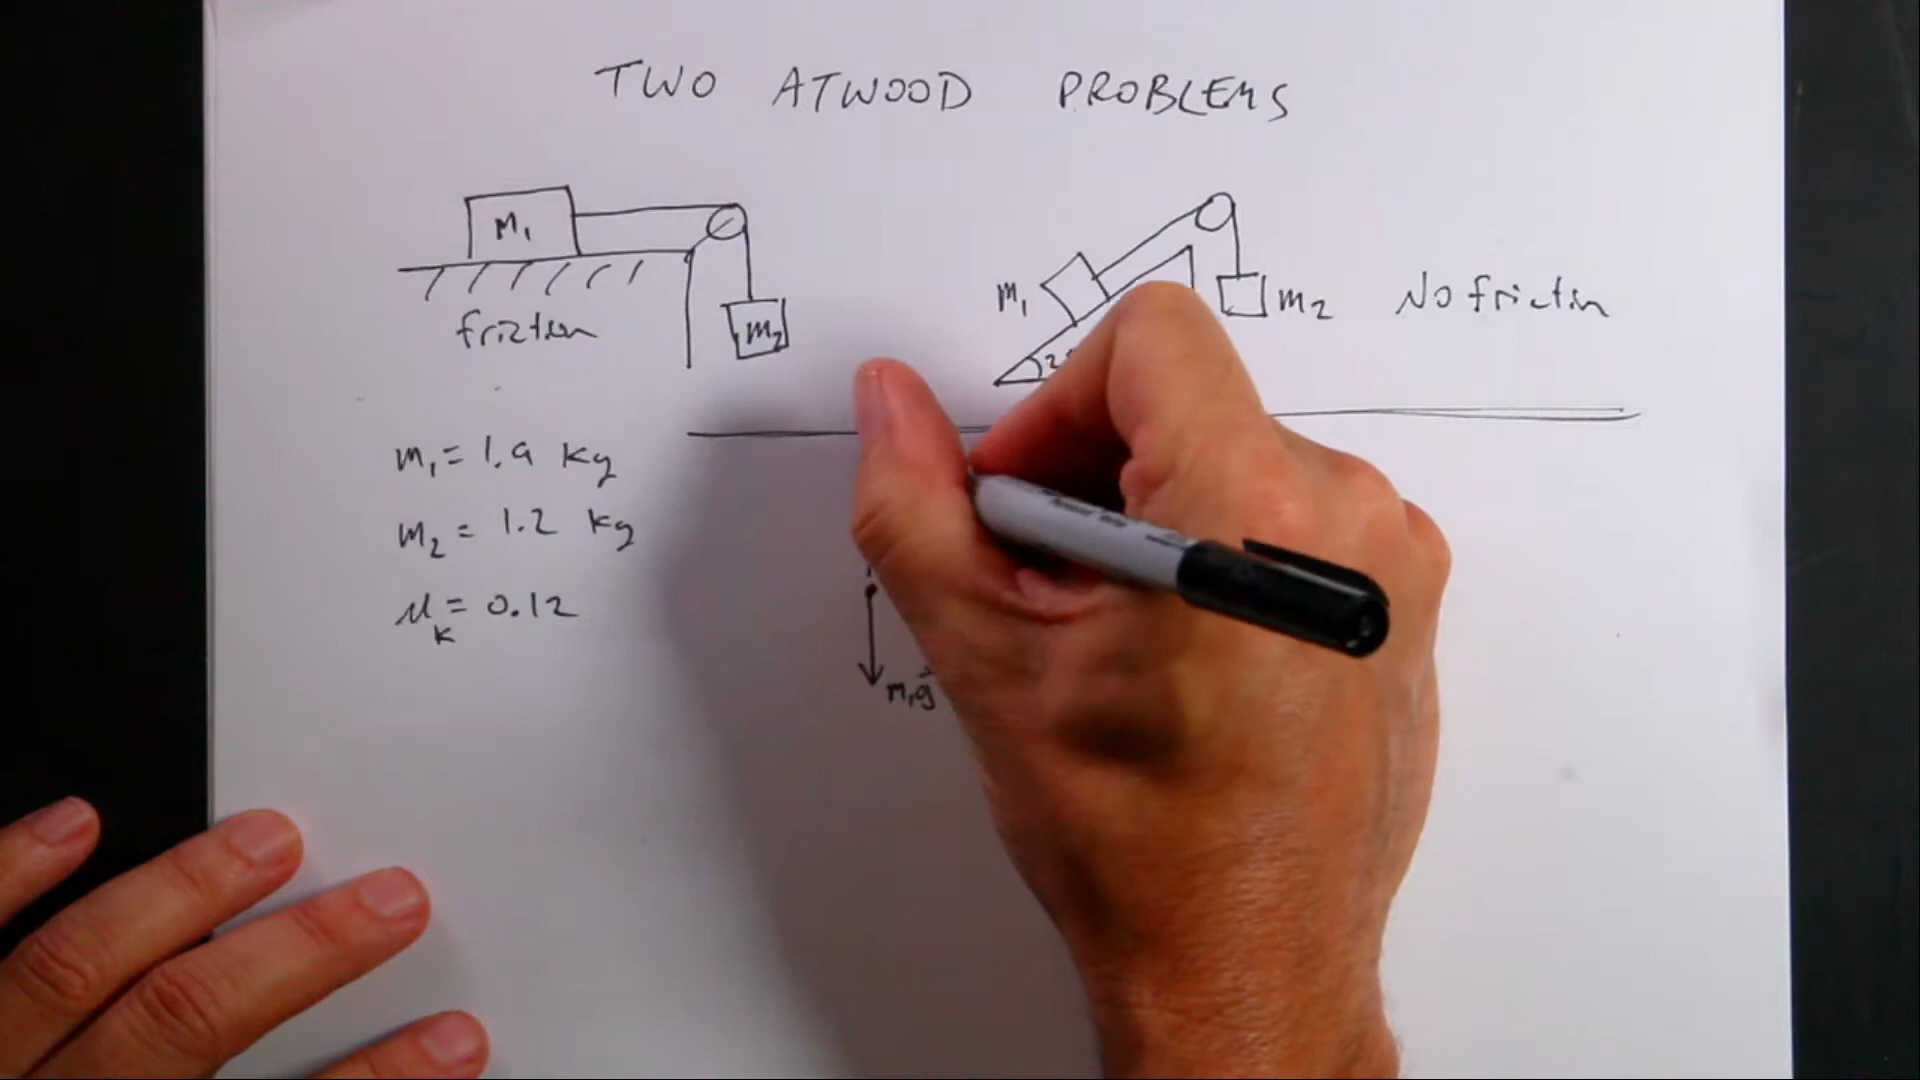 TWO ATWOOD PROBLEMS
M₁
m₂
friction
m₁
m₂
No friction
m₁ = 1.9 kg
m₂ = 1.2 kg
μₖ = 0.12
m₁g⃗